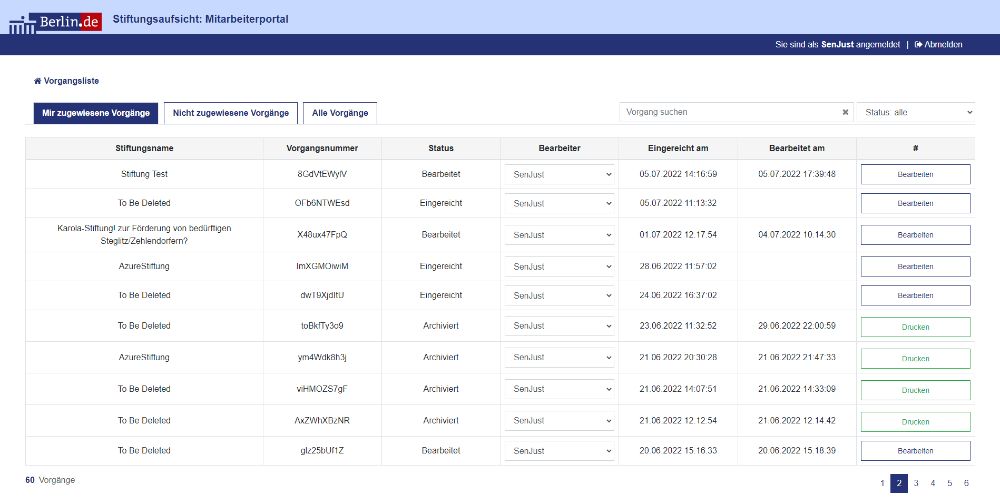 Berlin.de Stiftungsaufsicht: Mitarbeiterportal
Sie sind als SenJust angemeldet | Abmelden
Vorgangsliste
Mir zugewiesene Vorgänge Nicht zugewiesene Vorgänge Alle Vorgänge Vorgang suchen Status: alle
Stiftungsname Vorgangsnummer Status Bearbeiter Eingereicht am Bearbeitet am #
Stiftung Test 8GdVtEWylV Bearbeitet SenJust 05.07.2022 14:16:59 05.07.2022 17:39:48 Bearbeiten
To Be Deleted OFb6NTWEsd Eingereicht SenJust 05.07.2022 11:13:32 Bearbeiten
Karola-Stiftung! zur Förderung von bedürftigen
Steglitz/Zehlendorfern? X48ux47FpQ Bearbeitet SenJust 01.07.2022 12:17:54 04.07.2022 10:14:30 Bearbeiten
AzureStiftung ImXGMOiwiM Eingereicht SenJust 28.06.2022 11:57:02 Bearbeiten
To Be Deleted dwT9XjdItU Eingereicht SenJust 24.06.2022 16:37:02 Bearbeiten
To Be Deleted toBkfTy3o9 Archiviert SenJust 23.06.2022 11:32:52 29.06.2022 22:00:59 Drucken
AzureStiftung ym4Wdk8h3j Archiviert SenJust 21.06.2022 20:30:28 21.06.2022 21:47:33 Drucken
To Be Deleted viHMOZS7gF Archiviert SenJust 21.06.2022 14:07:51 21.06.2022 14:33:09 Drucken
To Be Deleted AxZWhXBzNR Archiviert SenJust 21.06.2022 12:12:54 21.06.2022 12:14:42 Drucken
To Be Deleted glz25bUf1Z Bearbeitet SenJust 20.06.2022 15:16:33 20.06.2022 15:18:39 Bearbeiten
60 Vorgänge 1 2 3 4 5 6